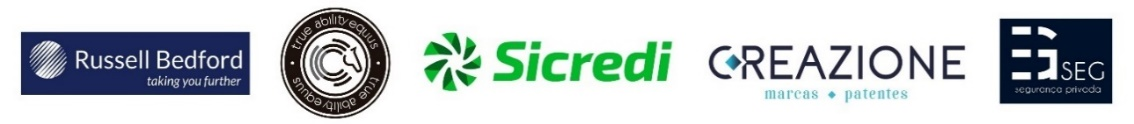 Russell Bedford
taking you further
true ability equus · true ability equus ·
Sicredi
CREAZIONE
marcas ◆ patentes
SEG
segurança privada